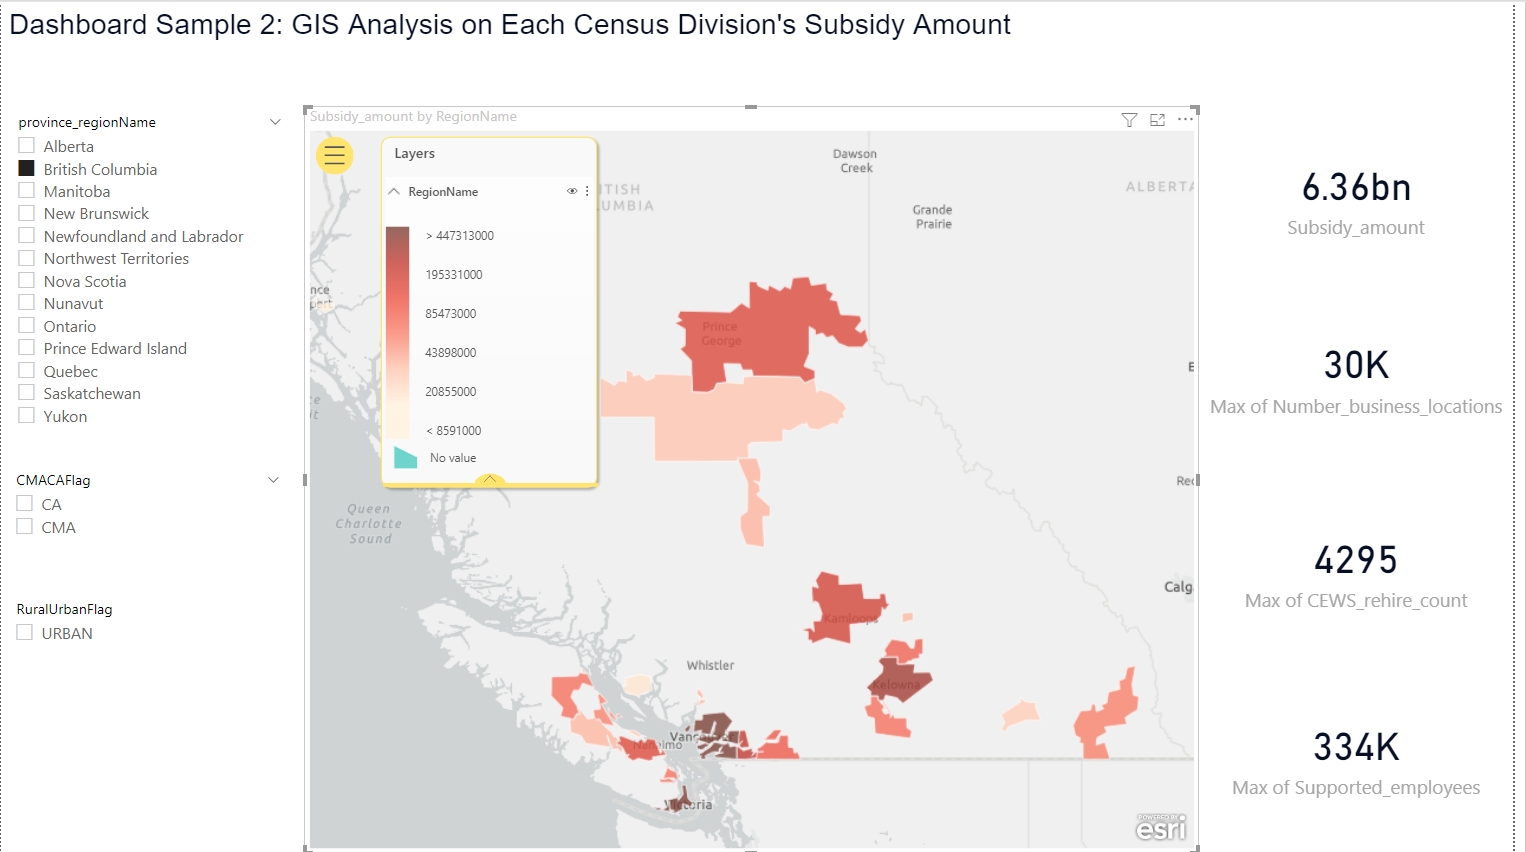 Dashboard Sample 2: GIS Analysis on Each Census Division's Subsidy Amount
province_regionName
Alberta
British Columbia
Manitoba
New Brunswick
Newfoundland and Labrador
Northwest Territories
Nova Scotia
Nunavut
Ontario
Prince Edward Island
Quebec
Saskatchewan
Yukon
CMACAFlag
CA
CMA
RuralUrbanFlag
URBAN
Subsidy_amount by RegionName
Layers
RegionName
> 447313000
195331000
85473000
43898000
20855000
< 8591000
No value
Dawson
Creek
ALBERTA
Grande
Prairie
Prince
George
Queen
Charlotte
Sound
Calg
Kamloops
Whistler
Kelowna
Nanaimo
Victoria
POWERED BY
esri
6.36bn
Subsidy_amount
30K
Max of Number_business_locations
4295
Max of CEWS_rehire_count
334K
Max of Supported_employees